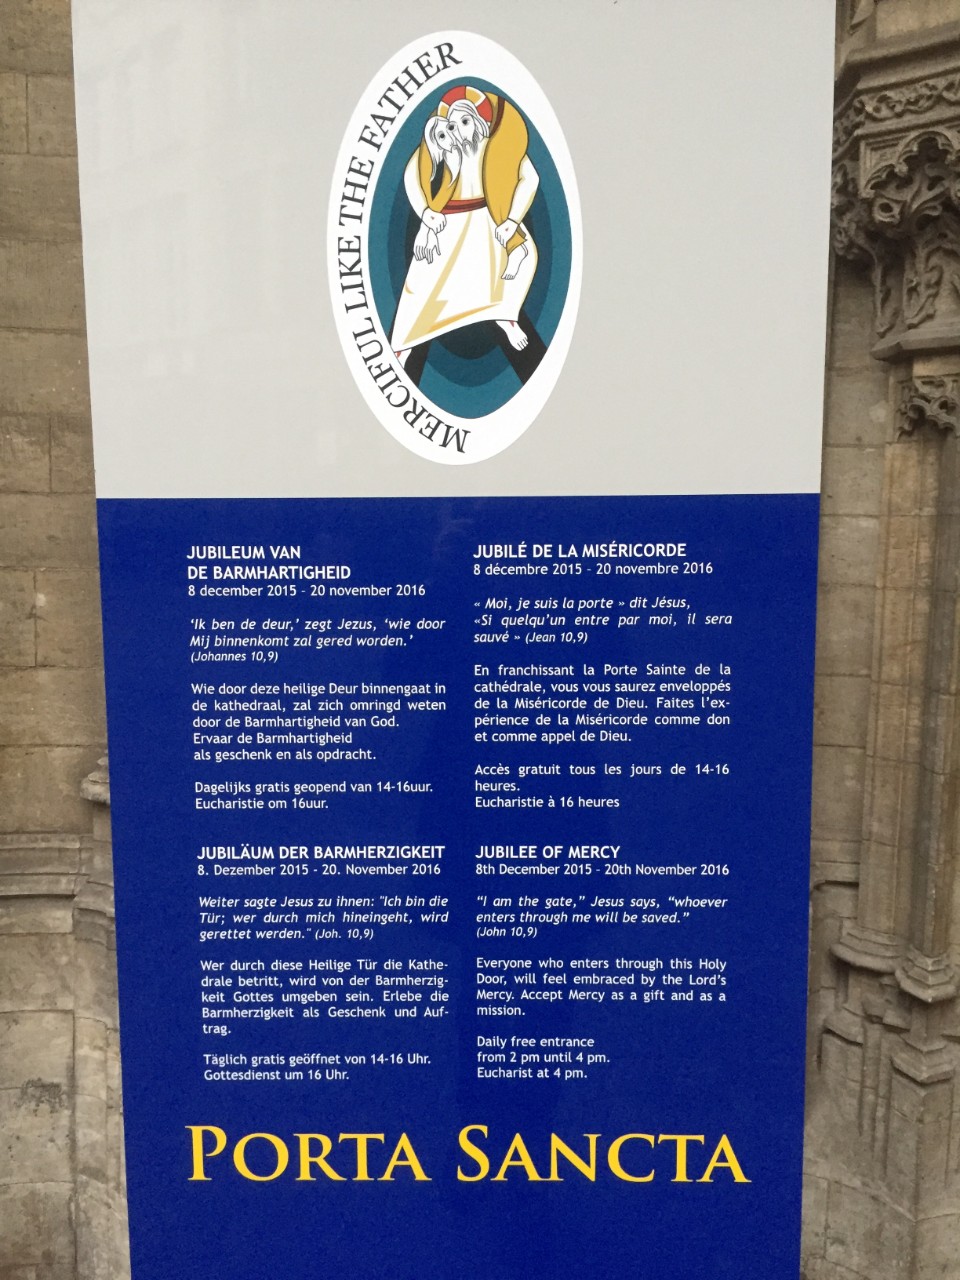 MERCIFUL LIKE THE FATHER
JUBILEUM VAN
DE BARMHARTIGHEID
8 december 2015 - 20 november 2016
‘Ik ben de deur,’ zegt Jezus, ‘wie door
Mij binnenkomt zal gered worden.’
(Johannes 10,9)
Wie door deze heilige Deur binnengaat in
de kathedraal, zal zich omringd weten
door de Barmhartigheid van God.
Ervaar de Barmhartigheid
als geschenk en als opdracht.
Dagelijks gratis geopend van 14-16uur.
Eucharistie om 16uur.
JUBILÉ DE LA MISÉRICORDE
8 décembre 2015 - 20 novembre 2016
« Moi, je suis la porte » dit Jésus,
«Si quelqu’un entre par moi, il sera
sauvé » (Jean 10,9)
En franchissant la Porte Sainte de la
cathédrale, vous vous saurez enveloppés
de la Miséricorde de Dieu. Faites l’ex-
périence de la Miséricorde comme don
et comme appel de Dieu.
Accès gratuit tous les jours de 14-16
heures.
Eucharistie à 16 heures
JUBILÄUM DER BARMHERZIGKEIT
8. Dezember 2015 - 20. November 2016
Weiter sagte Jesus zu ihnen: "Ich bin die
Tür; wer durch mich hineingeht, wird
gerettet werden." (Joh. 10,9)
Wer durch diese Heilige Tür die Kathe-
drale betritt, wird von der Barmherzig-
keit Gottes umgeben sein. Erlebe die
Barmherzigkeit als Geschenk und Auf-
trag.
Täglich gratis geöffnet von 14-16 Uhr.
Gottesdienst um 16 Uhr.
JUBILEE OF MERCY
8th December 2015 - 20th November 2016
“I am the gate,” Jesus says, “whoever
enters through me will be saved.”
(John 10,9)
Everyone who enters through this Holy
Door, will feel embraced by the Lord’s
Mercy. Accept Mercy as a gift and as a
mission.
Daily free entrance
from 2 pm until 4 pm.
Eucharist at 4 pm.
PORTA SANCTA